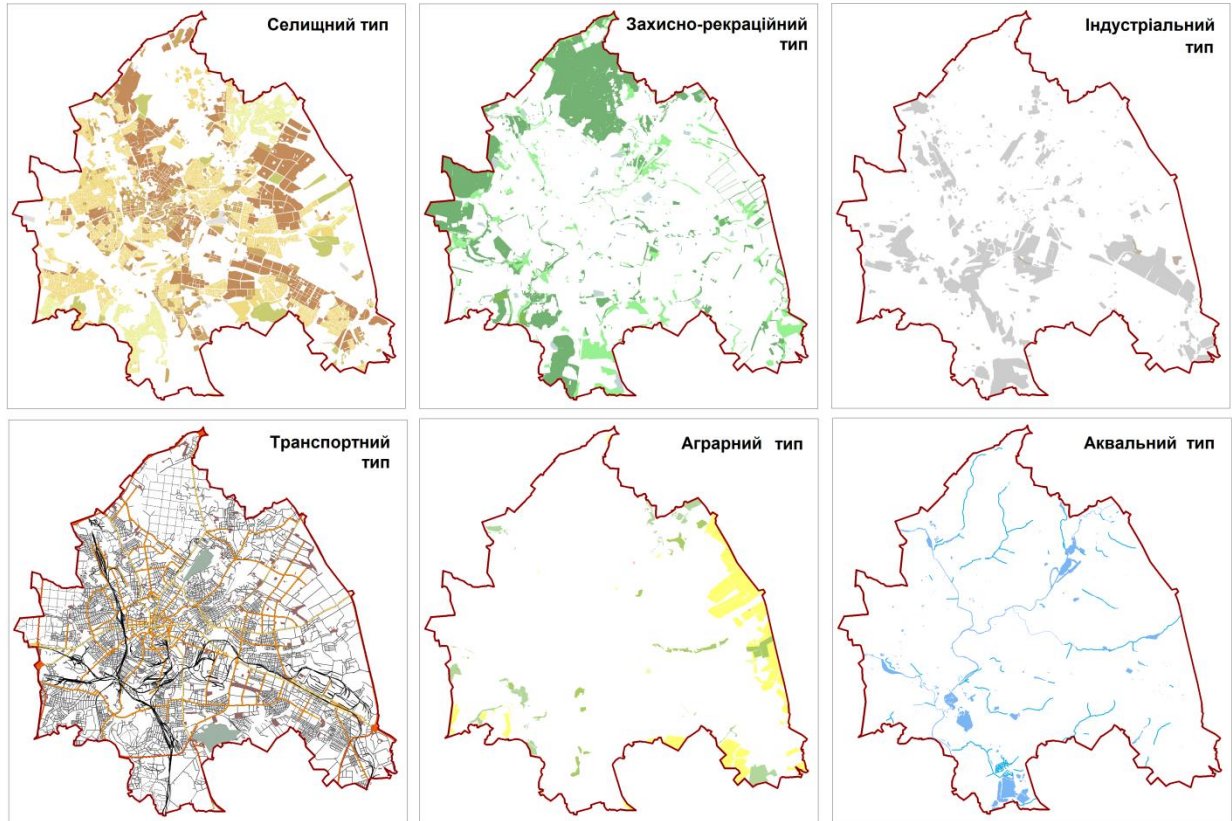 Селищний тип
Захисно-рекраційний
тип
Індустріальний
тип
Транспортний
тип
Аграрний тип
Аквальний тип